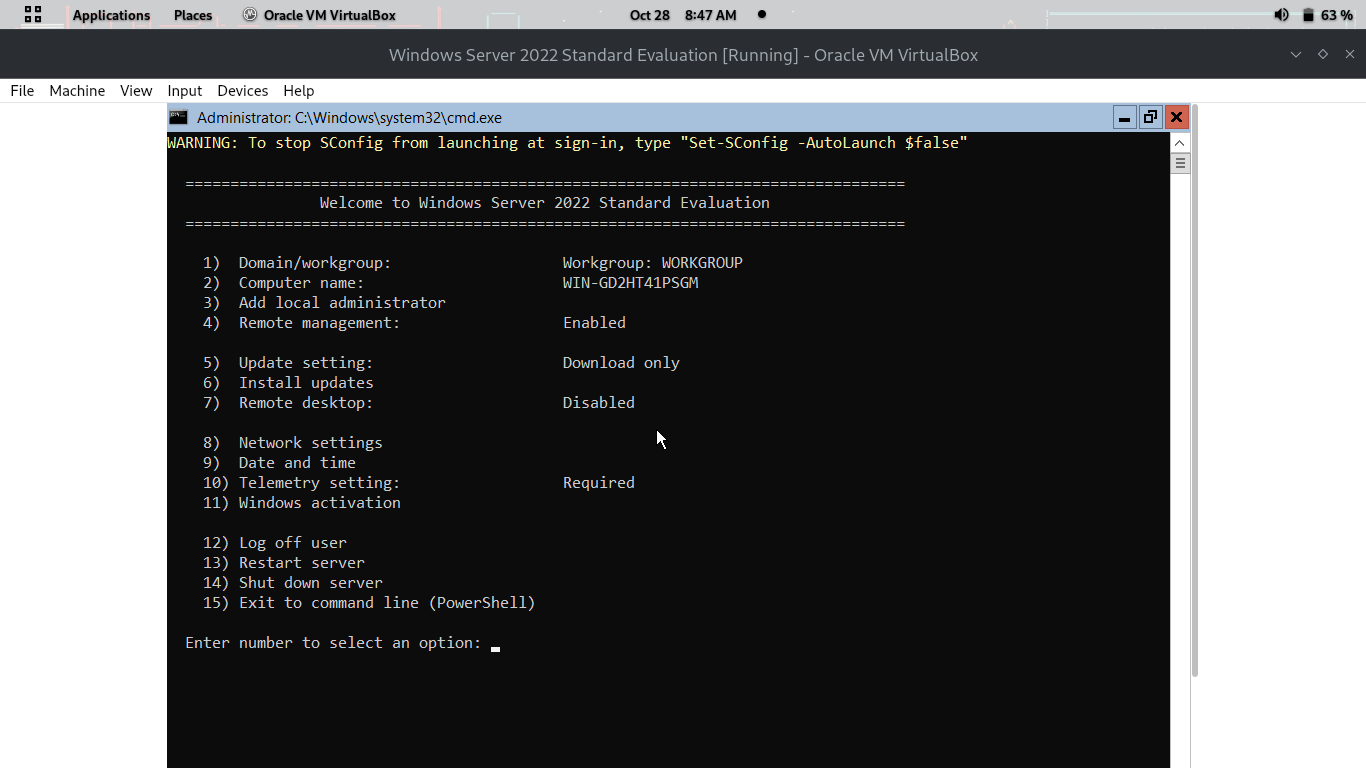 Applications Places Oracle VM VirtualBox Oct 28 8:47 AM 63 %
Windows Server 2022 Standard Evaluation [Running] - Oracle VM VirtualBox
File Machine View Input Devices Help
Administrator: C:\Windows\system32\cmd.exe
WARNING: To stop SConfig from launching at sign-in, type "Set-SConfig -AutoLaunch $false"
================================================================================
Welcome to Windows Server 2022 Standard Evaluation
================================================================================
1) Domain/workgroup: Workgroup: WORKGROUP
2) Computer name: WIN-GD2HT41PSGM
3) Add local administrator
4) Remote management: Enabled
5) Update setting: Download only
6) Install updates
7) Remote desktop: Disabled
8) Network settings
9) Date and time
10) Telemetry setting: Required
11) Windows activation
12) Log off user
13) Restart server
14) Shut down server
15) Exit to command line (PowerShell)
Enter number to select an option: